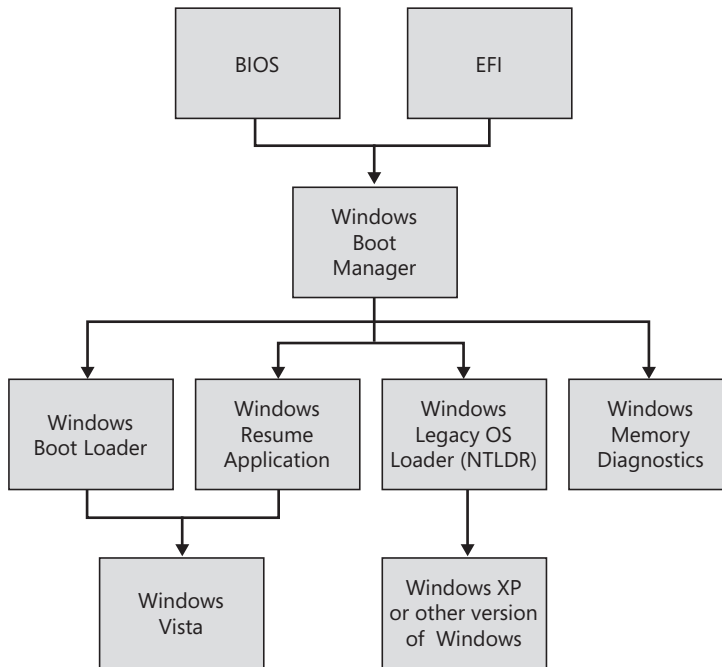 BIOS
EFI
Windows
Boot
Manager
Windows
Boot Loader
Windows
Resume
Application
Windows
Legacy OS
Loader (NTLDR)
Windows
Memory
Diagnostics
Windows
Vista
Windows XP
or other version
of Windows